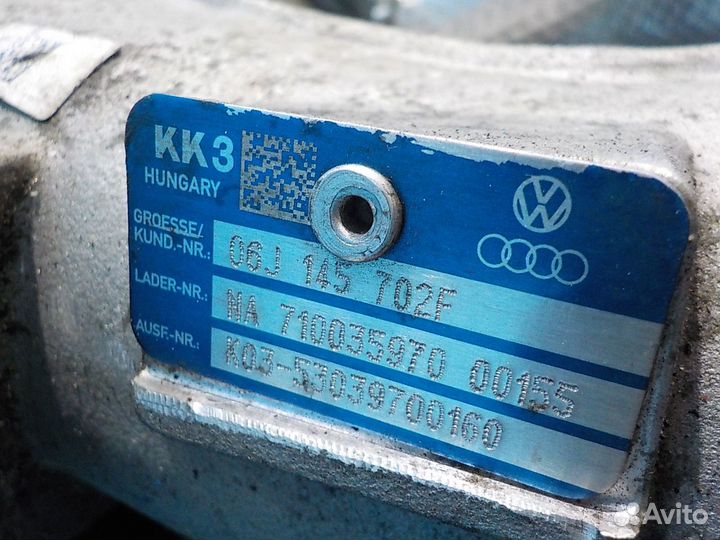 KK3
HUNGARY
GROESSE/
KUND.-NR.: 06J 145 702F
LADER-NR.: NA 710035970 00155
AUSF.-NR.: K03-53039700160
Avito